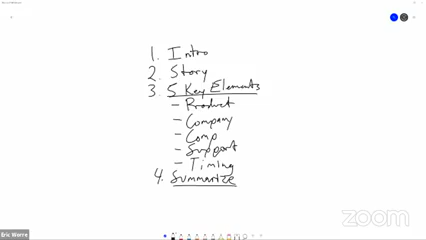 1. Intro
2. Story
3. 5 Key Elements
- Product
- Company
- Comp
- Support
- Timing
4. Summarize
Eric Worre
zoom